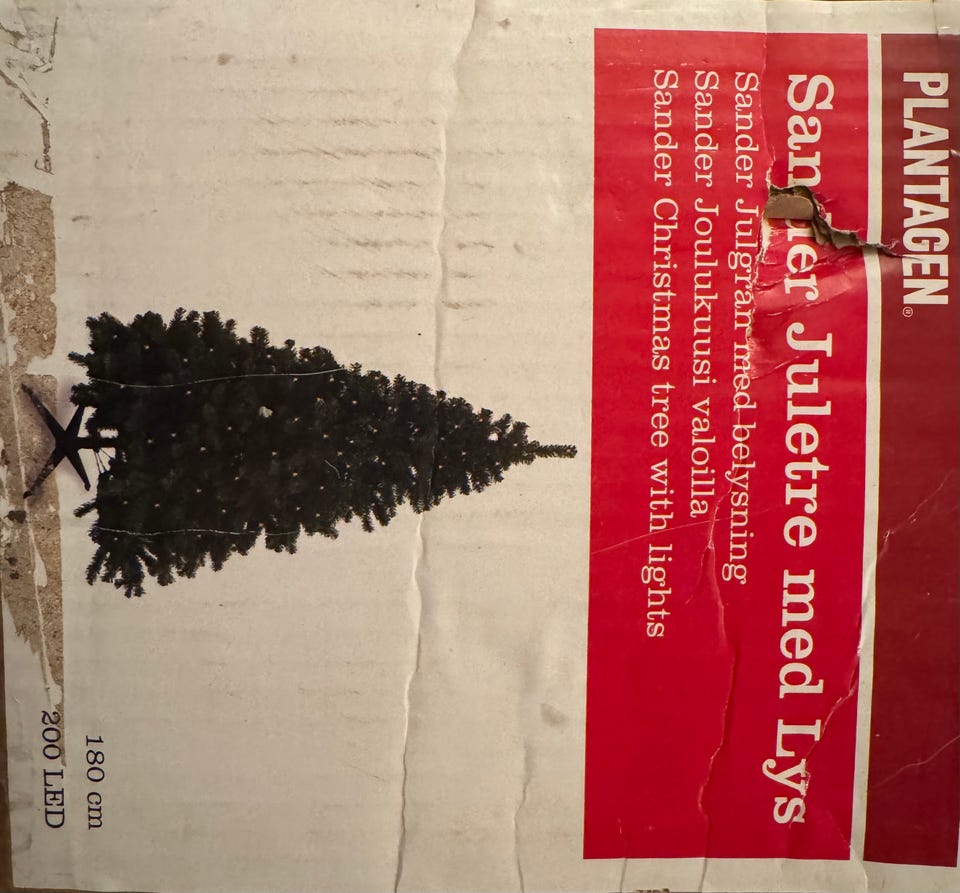 PLANTAGEN®
Sander Juletre med Lys
Sander Julgran med belysning
Sander Joulukuusi valoilla
Sander Christmas tree with lights
180 cm
200 LED